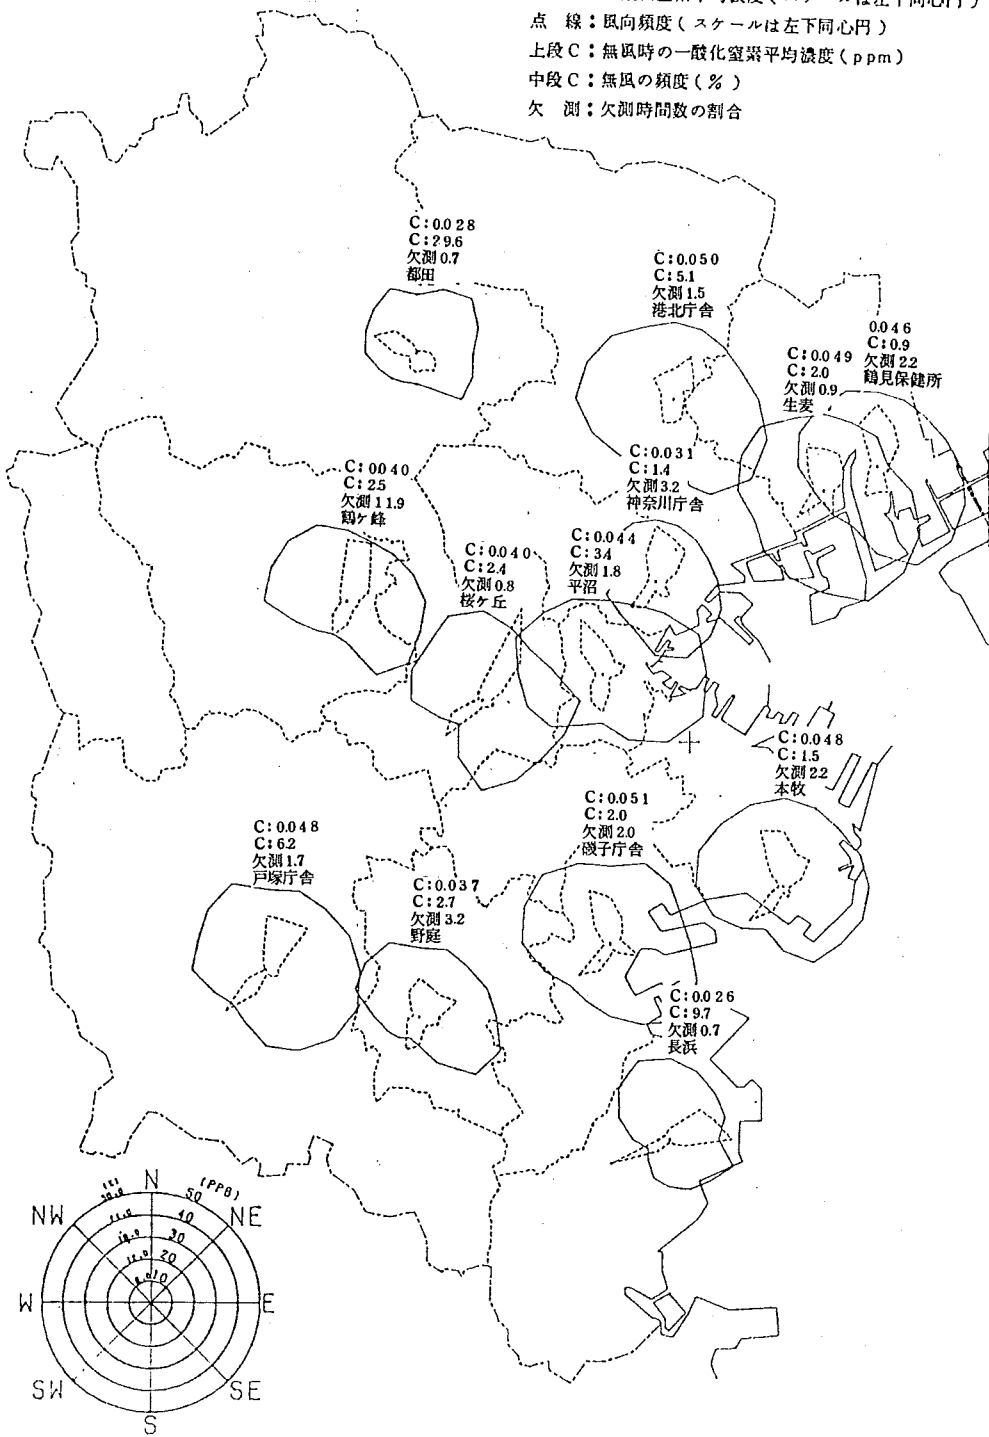 点 線：風向頻度（スケールは左下同心円）
上段C：無風時の一酸化窒素平均濃度（ppm）
中段C：無風の頻度（％）
欠 測：欠測時間数の割合
C:0.028
C:29.6
欠測0.7
都田
C:0.050
C:5.1
欠測1.5
港北庁舎
0.046
C:0.9
欠測2.2
鶴見保健所
C:0.049
C:2.0
欠測0.9
生麦
C:0.031
C:1.4
欠測3.2
神奈川庁舎
C:0.040
C:2.5
欠測11.9
鶴ケ峰
C:0.040
C:2.4
欠測0.8
桜ケ丘
C:0.044
C:3.4
欠測1.8
平沼
C:0.048
C:1.5
欠測2.2
本牧
C:0.051
C:2.0
欠測2.0
磯子庁舎
C:0.048
C:6.2
欠測1.7
戸塚庁舎
C:0.037
C:2.7
欠測3.2
野庭
C:0.026
C:9.7
欠測0.7
長浜
N
(PPB)
50
NW
NE
40
30
20
10
W
E
SW
SE
S